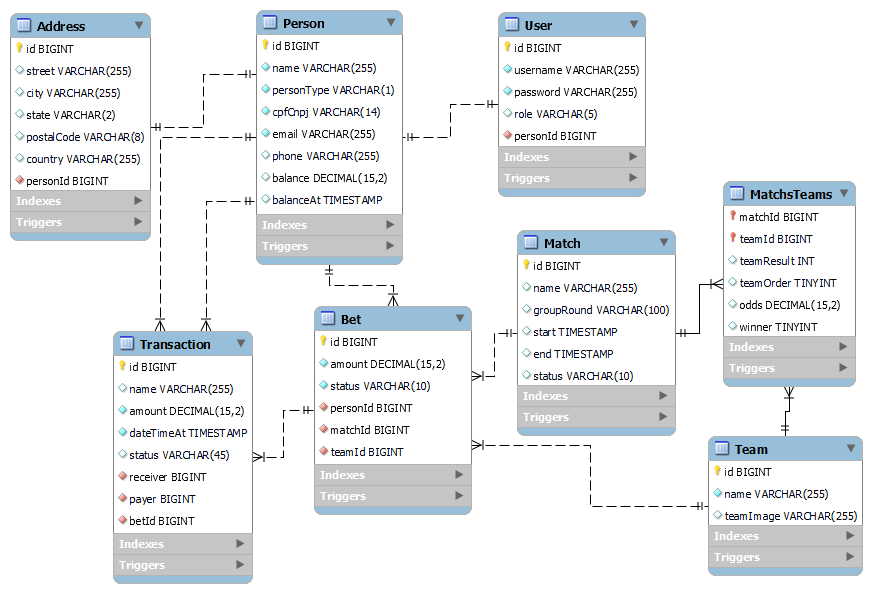 Address
id BIGINT
street VARCHAR(255)
city VARCHAR(255)
state VARCHAR(2)
postalCode VARCHAR(8)
country VARCHAR(255)
personId BIGINT
Indexes
Triggers
Person
id BIGINT
name VARCHAR(255)
personType VARCHAR(1)
cpfCnpj VARCHAR(14)
email VARCHAR(255)
phone VARCHAR(255)
balance DECIMAL(15,2)
balanceAt TIMESTAMP
Indexes
Triggers
User
id BIGINT
username VARCHAR(255)
password VARCHAR(255)
role VARCHAR(5)
personId BIGINT
Indexes
Triggers
MatchsTeams
matchId BIGINT
teamId BIGINT
teamResult INT
teamOrder TINYINT
odds DECIMAL(15,2)
winner TINYINT
Indexes
Triggers
Match
id BIGINT
name VARCHAR(255)
groupRound VARCHAR(100)
start TIMESTAMP
end TIMESTAMP
status VARCHAR(10)
Indexes
Triggers
Bet
id BIGINT
amount DECIMAL(15,2)
status VARCHAR(10)
personId BIGINT
matchId BIGINT
teamId BIGINT
Indexes
Triggers
Transaction
id BIGINT
name VARCHAR(255)
amount DECIMAL(15,2)
dateTimeAt TIMESTAMP
status VARCHAR(45)
receiver BIGINT
payer BIGINT
betId BIGINT
Indexes
Triggers
Team
id BIGINT
name VARCHAR(255)
teamImage VARCHAR(255)
Indexes
Triggers